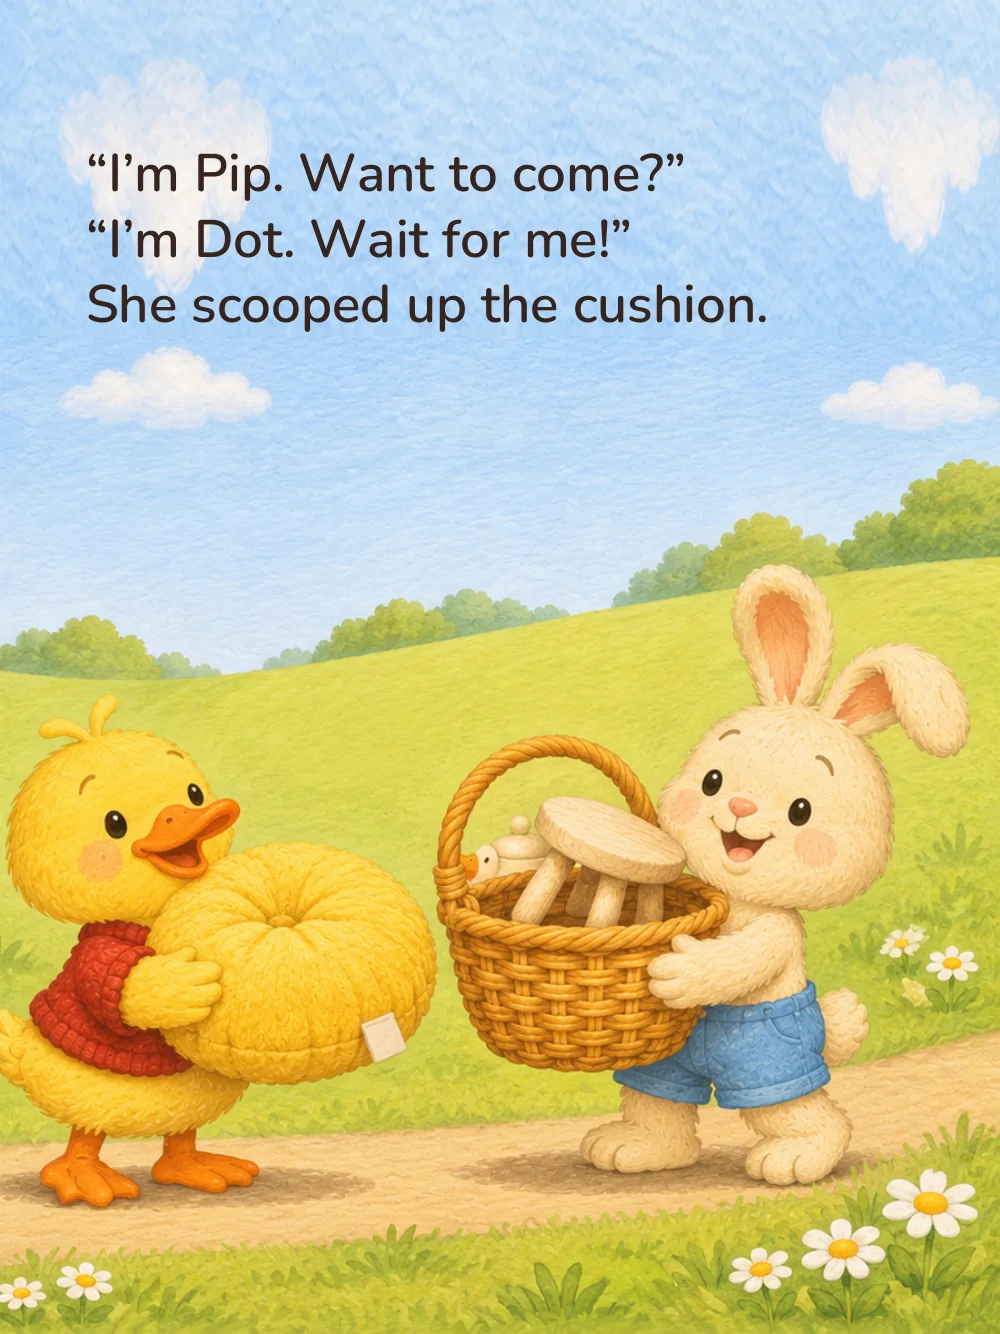 “I’m Pip. Want to come?”
“I’m Dot. Wait for me!”
She scooped up the cushion.